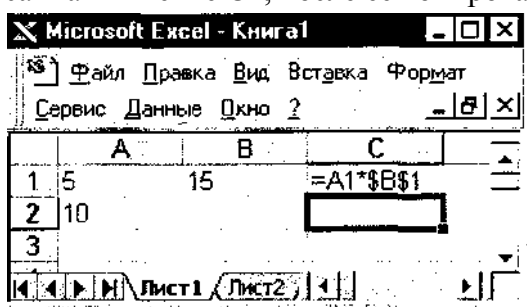 Microsoft Excel - Книга1
Файл Правка Вид Вставка Формат
Сервис Данные Окно ?
A B C
1 5 15 =A1*$B$1
2 10
3
Лист1 Лист2